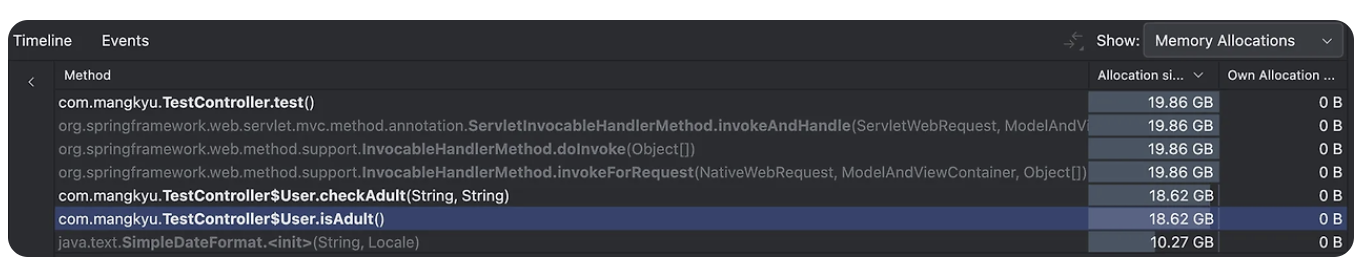 Timeline Events Show: Memory Allocations
Method Allocation si... Own Allocation ...
com.mangkyu.TestController.test() 19.86 GB 0 B
org.springframework.web.servlet.mvc.method.annotation.ServletInvocableHandlerMethod.invokeAndHandle(ServletWebRequest, ModelAndVi 19.86 GB 0 B
org.springframework.web.method.support.InvocableHandlerMethod.doInvoke(Object[]) 19.86 GB 0 B
org.springframework.web.method.support.InvocableHandlerMethod.invokeForRequest(NativeWebRequest, ModelAndViewContainer, Object[]) 19.86 GB 0 B
com.mangkyu.TestController$User.checkAdult(String, String) 18.62 GB 0 B
com.mangkyu.TestController$User.isAdult() 18.62 GB 0 B
java.text.SimpleDateFormat.<init>(String, Locale) 10.27 GB 0 B